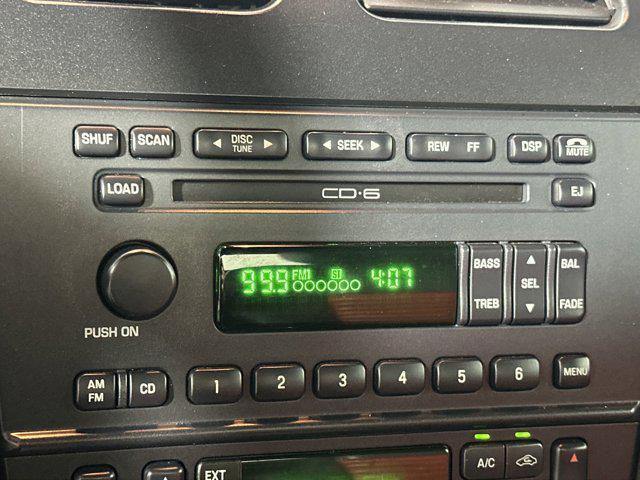 SHUF SCAN DISC TUNE SEEK REW FF DSP MUTE
LOAD CD·6 EJ
99.9 FM1 ST 4:07
BASS SEL BAL
TREB FADE
PUSH ON
AM FM CD 1 2 3 4 5 6 MENU
EXT A/C